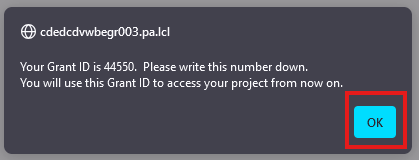 cdedcdvwbegr003.pa.lcl
Your Grant ID is 44550.  Please write this number down.
You will use this Grant ID to access your project from now on.
OK